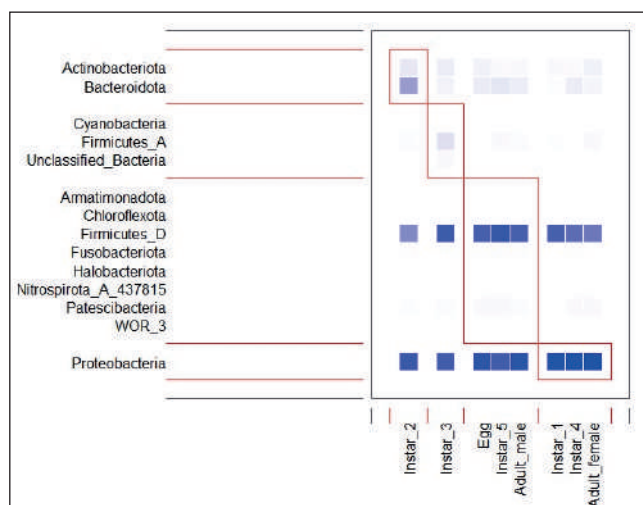 Actinobacteriota
Bacteroidota
Cyanobacteria
Firmicutes_A
Unclassified_Bacteria
Armatimonadota
Chloroflexota
Firmicutes_D
Fusobacteriota
Halobacteriota
Nitrospirota_A_437815
Patescibacteria
WOR_3
Proteobacteria
Instar_2
Instar_3
Egg
Instar_5
Adult_male
Instar_1
Instar_4
Adult_female